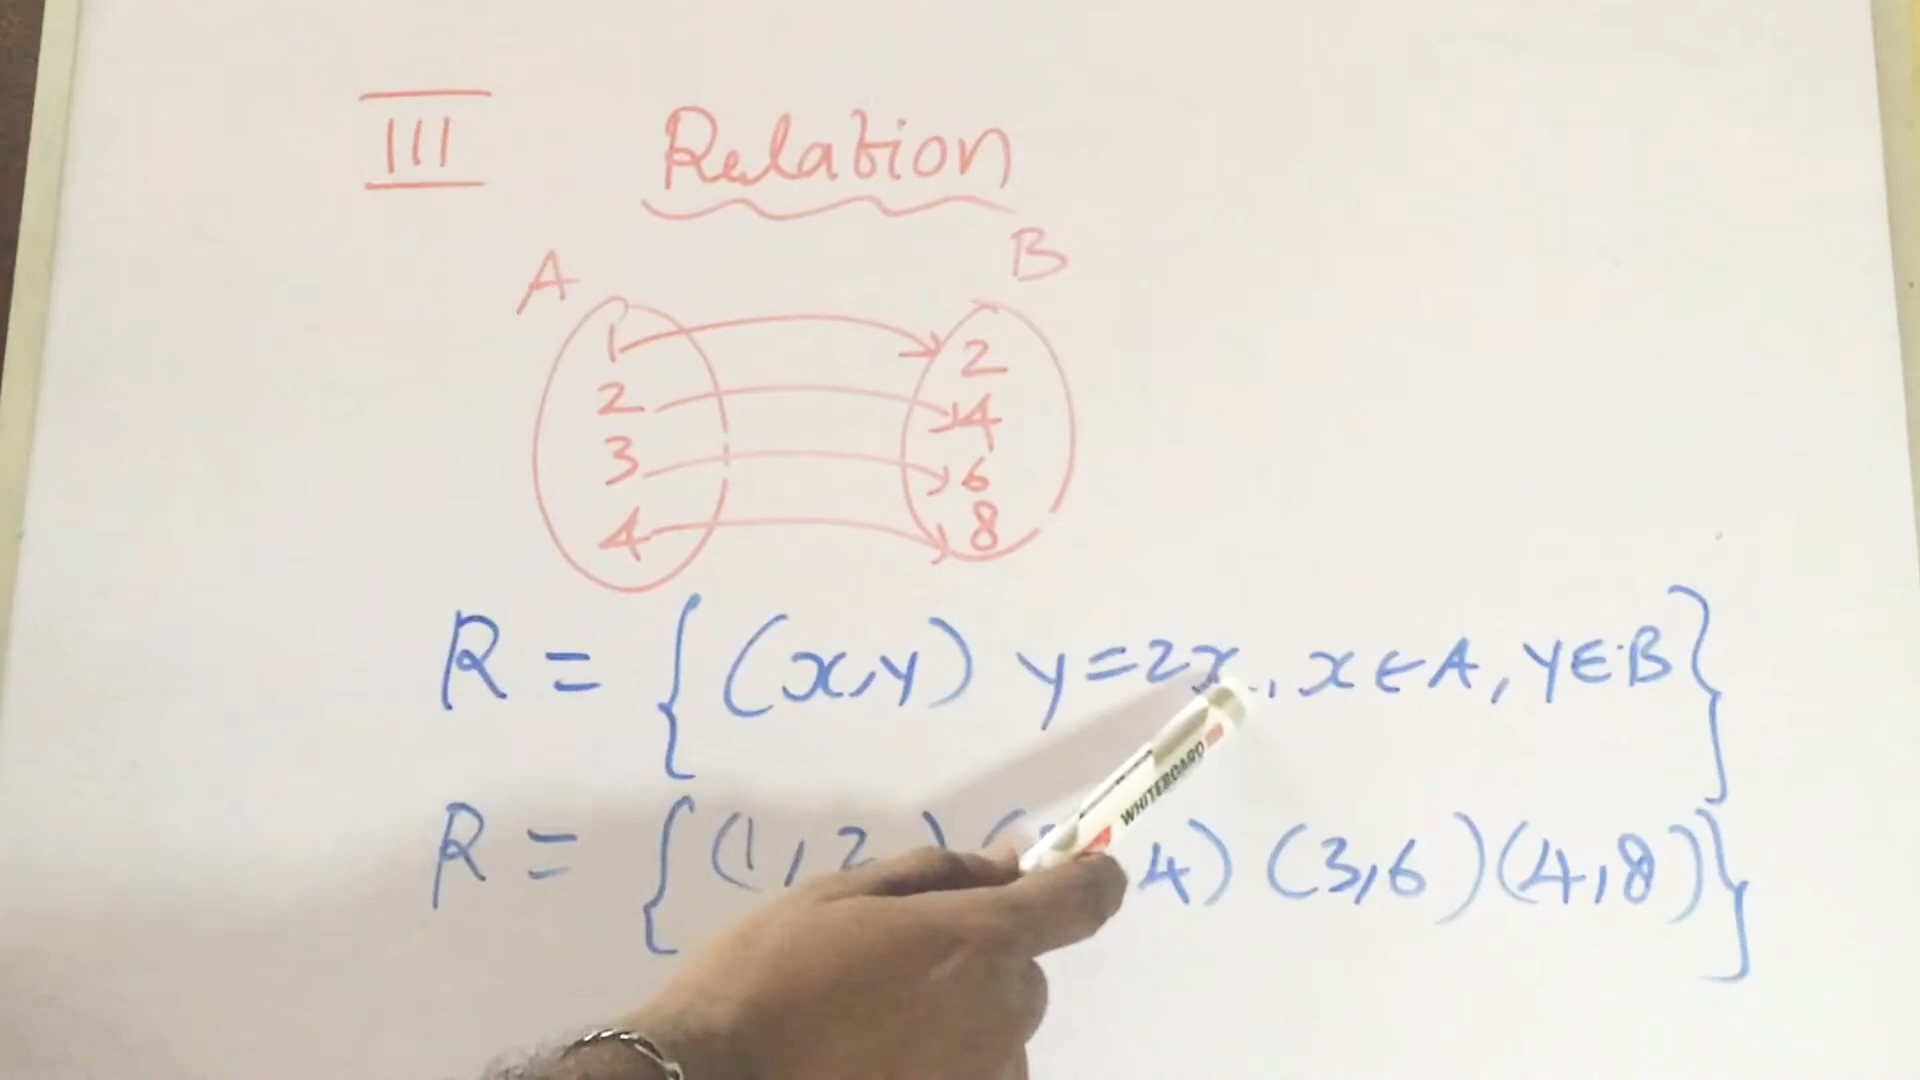 III Relation
A B
1 2
2 4
3 6
4 8
R = { (x,y) y=2x, x∈A, y∈B }
R = { (1,2) ( 4) (3,6) (4,8) }
WHITEBOARD